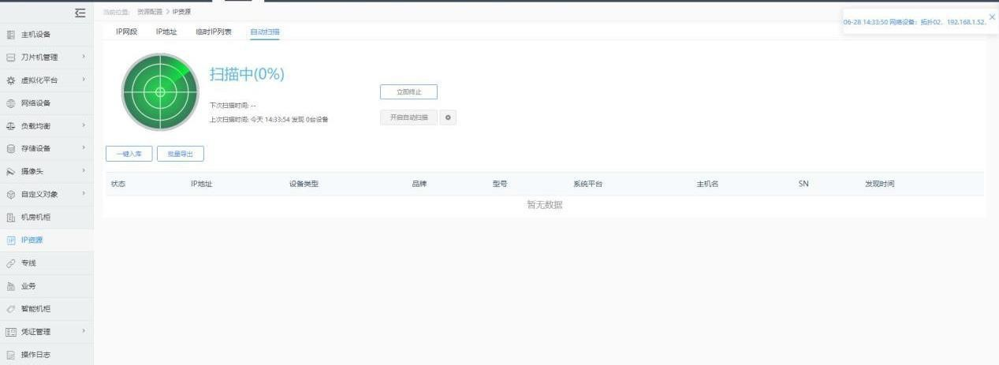 当前位置: 资源配置 > IP资源
06-28 14:33:50 网络设备：拓扑02，192.168.1.52,
主机设备
刀片机管理
虚拟化平台
网络设备
负载均衡
存储设备
摄像头
自定义对象
机房机柜
IP资源
专线
业务
智能机柜
凭证管理
操作日志
IP网段 IP地址 临时IP列表 自动扫描
扫描中(0%)
下次扫描时间: --
上次扫描时间: 今天 14:33:54 发现 0台设备
立即终止
开启自动扫描
一键入库 批量导出
状态 IP地址 设备类型 品牌 型号 系统平台 主机名 SN 发现时间
暂无数据